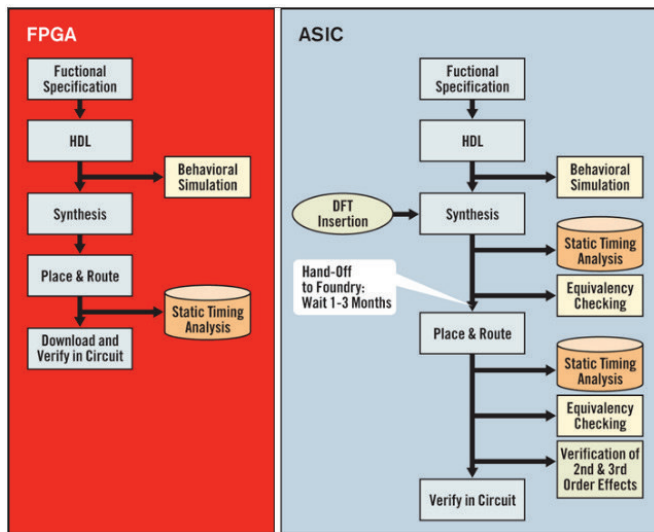 FPGA
Fuctional
Specification
HDL
Behavioral
Simulation
Synthesis
Place & Route
Static Timing
Analysis
Download and
Verify in Circuit
ASIC
Fuctional
Specification
HDL
Behavioral
Simulation
DFT
Insertion
Synthesis
Static Timing
Analysis
Hand-Off
to Foundry:
Wait 1-3 Months
Equivalency
Checking
Place & Route
Static Timing
Analysis
Equivalency
Checking
Verification of
2nd & 3rd
Order Effects
Verify in Circuit